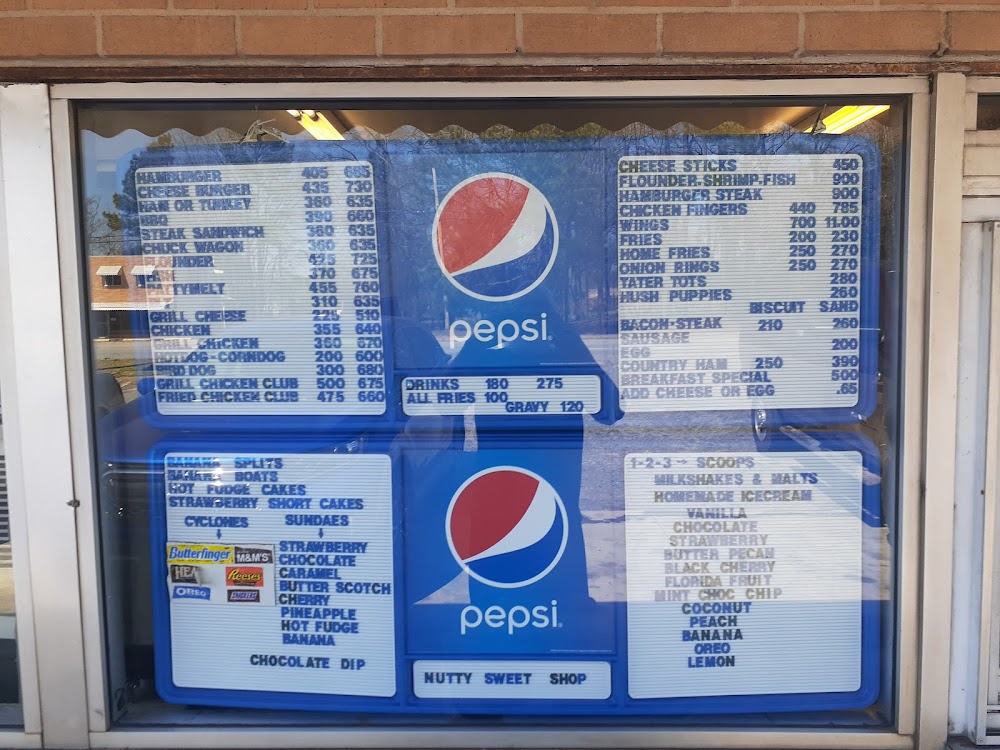 HAMBURGER 405 685
CHEESE BURGER 435 730
HAM OR TURKEY 360 635
BBQ 390 660
STEAK SANDWICH 360 635
CHUCK WAGON 360 635
FLOUNDER 425 725
370 675
PATTYMELT 455 760
310 635
GRILL CHEESE 225 510
CHICKEN 355 640
GRILL CHICKEN 360 670
HOTDOG-CORNDOG 200 600
BIRD DOG 300 680
GRILL CHICKEN CLUB 500 675
FRIED CHICKEN CLUB 475 660
pepsi
DRINKS 180 275
ALL FRIES 100
GRAVY 120
CHEESE STICKS 450
FLOUNDER-SHRIMP-FISH 900
HAMBURGER STEAK 900
CHICKEN FINGERS 440 785
WINGS 700 11.00
FRIES 200 230
HOME FRIES 250 270
ONION RINGS 250 270
TATER TOTS 280
HUSH PUPPIES 260
BISCUIT SAND
BACON-STEAK 210 260
SAUSAGE
EGG 200
COUNTRY HAM 250 390
BREAKFAST SPECIAL 500
ADD CHEESE OR EGG .65
BANANA SPLITS
BANANA BOATS
HOT FUDGE CAKES
STRAWBERRY SHORT CAKES
CYCLONES SUNDAES
Butterfinger M&M'S
HEA Reeses
OREO SNICKERS
STRAWBERRY
CHOCOLATE
CARAMEL
BUTTER SCOTCH
CHERRY
PINEAPPLE
HOT FUDGE
BANANA
CHOCOLATE DIP
pepsi
NUTTY SWEET SHOP
1-2-3 → SCOOPS
MILKSHAKES & MALTS
HOMEMADE ICECREAM
VANILLA
CHOCOLATE
STRAWBERRY
BUTTER PECAN
BLACK CHERRY
FLORIDA FRUIT
MINT CHOC CHIP
COCONUT
PEACH
BANANA
OREO
LEMON